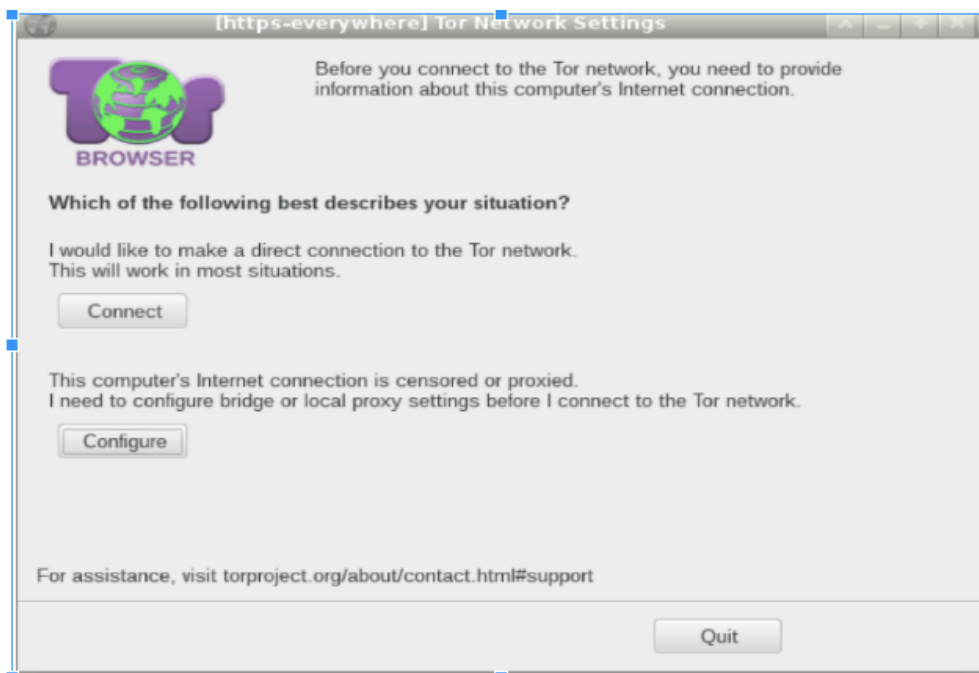 [https-everywhere] Tor Network Settings
Tor
BROWSER
Before you connect to the Tor network, you need to provide
information about this computer's Internet connection.
Which of the following best describes your situation?
I would like to make a direct connection to the Tor network.
This will work in most situations.
Connect
This computer's Internet connection is censored or proxied.
I need to configure bridge or local proxy settings before I connect to the Tor network.
Configure
For assistance, visit torproject.org/about/contact.html#support
Quit